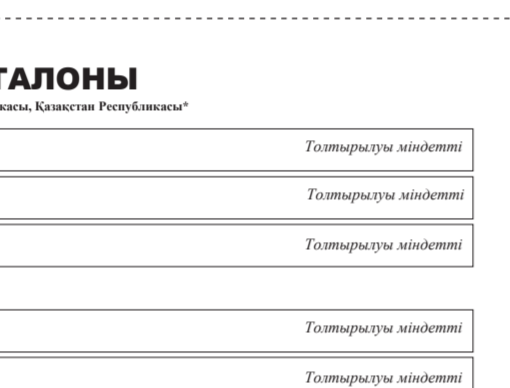 ТАЛОНЫ
касы, Қазақстан Республикасы*
Толтырылуы міндетті
Толтырылуы міндетті
Толтырылуы міндетті
Толтырылуы міндетті
Толтырылуы міндетті